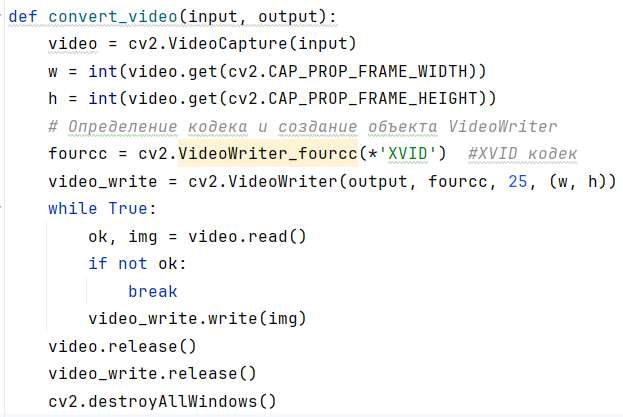 def convert_video(input, output):
    video = cv2.VideoCapture(input)
    w = int(video.get(cv2.CAP_PROP_FRAME_WIDTH))
    h = int(video.get(cv2.CAP_PROP_FRAME_HEIGHT))
    # Определение кодека и создание объекта VideoWriter
    fourcc = cv2.VideoWriter_fourcc(*'XVID')  #XVID кодек
    video_write = cv2.VideoWriter(output, fourcc, 25, (w, h))
    while True:
        ok, img = video.read()
        if not ok:
            break
        video_write.write(img)
    video.release()
    video_write.release()
    cv2.destroyAllWindows()